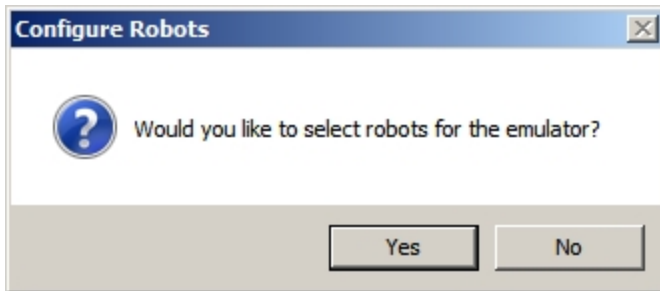 Configure Robots
Would you like to select robots for the emulator?
Yes
No